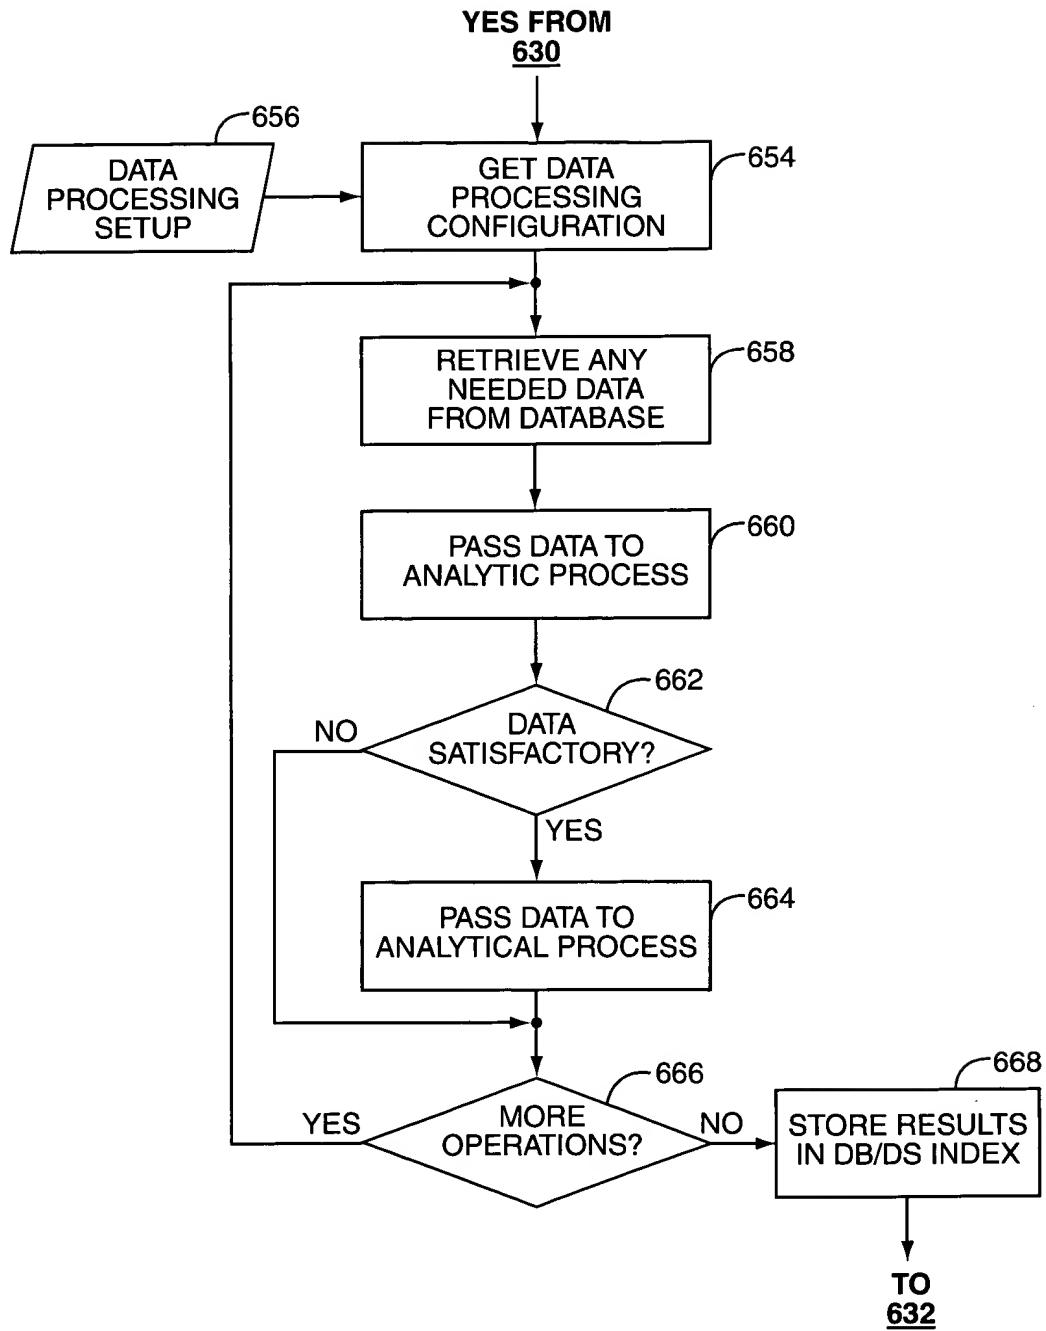 YES FROM
630
656
DATA
PROCESSING
SETUP
654
GET DATA
PROCESSING
CONFIGURATION
658
RETRIEVE ANY
NEEDED DATA
FROM DATABASE
660
PASS DATA TO
ANALYTIC PROCESS
662
DATA
SATISFACTORY?
NO
YES
664
PASS DATA TO
ANALYTICAL PROCESS
666
MORE
OPERATIONS?
YES
NO
668
STORE RESULTS
IN DB/DS INDEX
TO
632